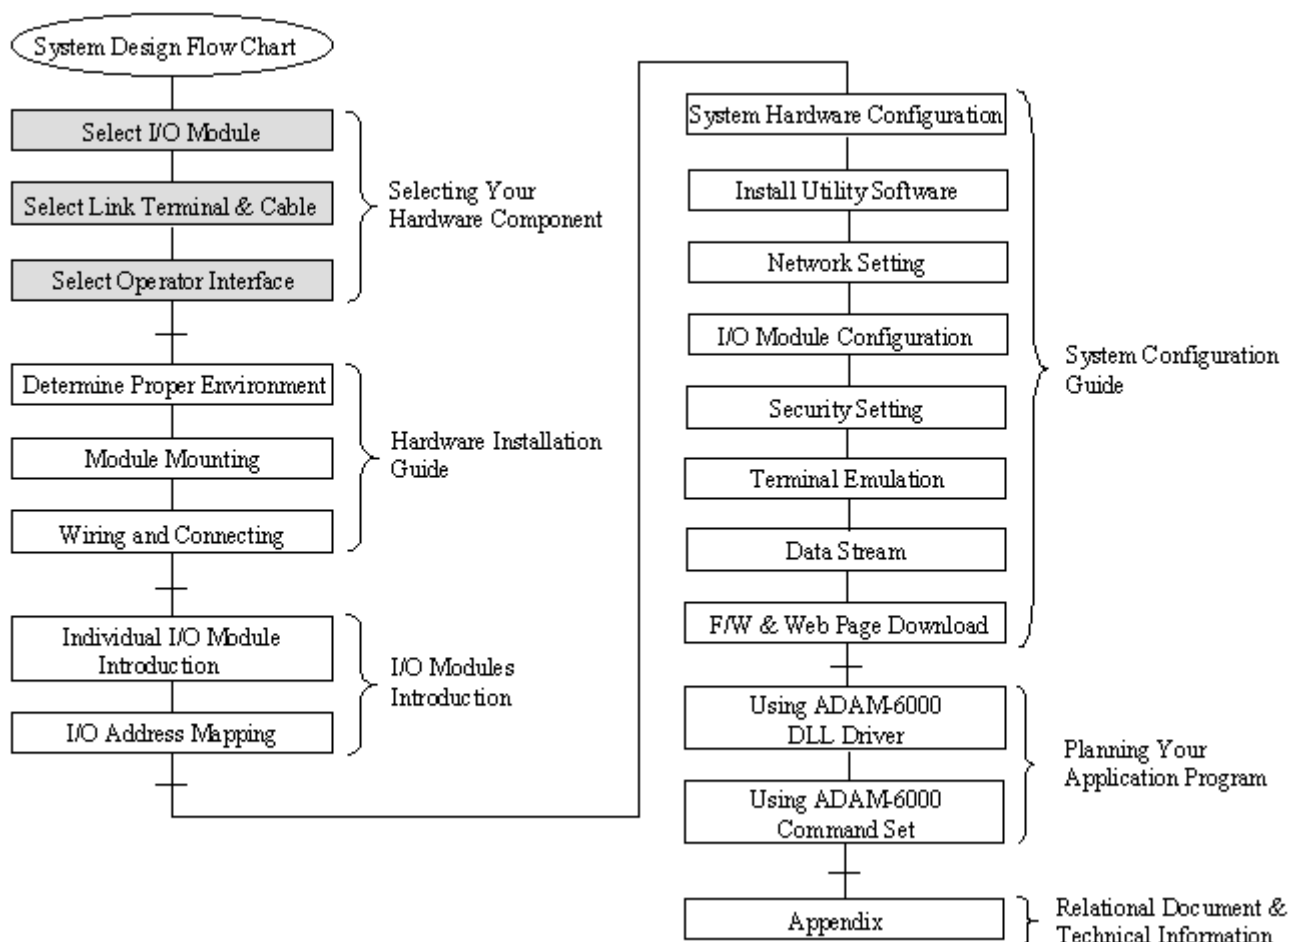 System Design Flow Chart
Select I/O Module
Select Link Terminal & Cable
Select Operator Interface
Selecting Your
Hardware Component
Determine Proper Environment
Module Mounting
Wiring and Connecting
Hardware Installation
Guide
Individual I/O Module
Introduction
I/O Address Mapping
I/O Modules
Introduction
System Hardware Configuration
Install Utility Software
Network Setting
I/O Module Configuration
Security Setting
Terminal Emulation
Data Stream
F/W & Web Page Download
System Configuration
Guide
Using ADAM-6000
DLL Driver
Using ADAM-6000
Command Set
Planning Your
Application Program
Appendix
Relational Document &
Technical Information